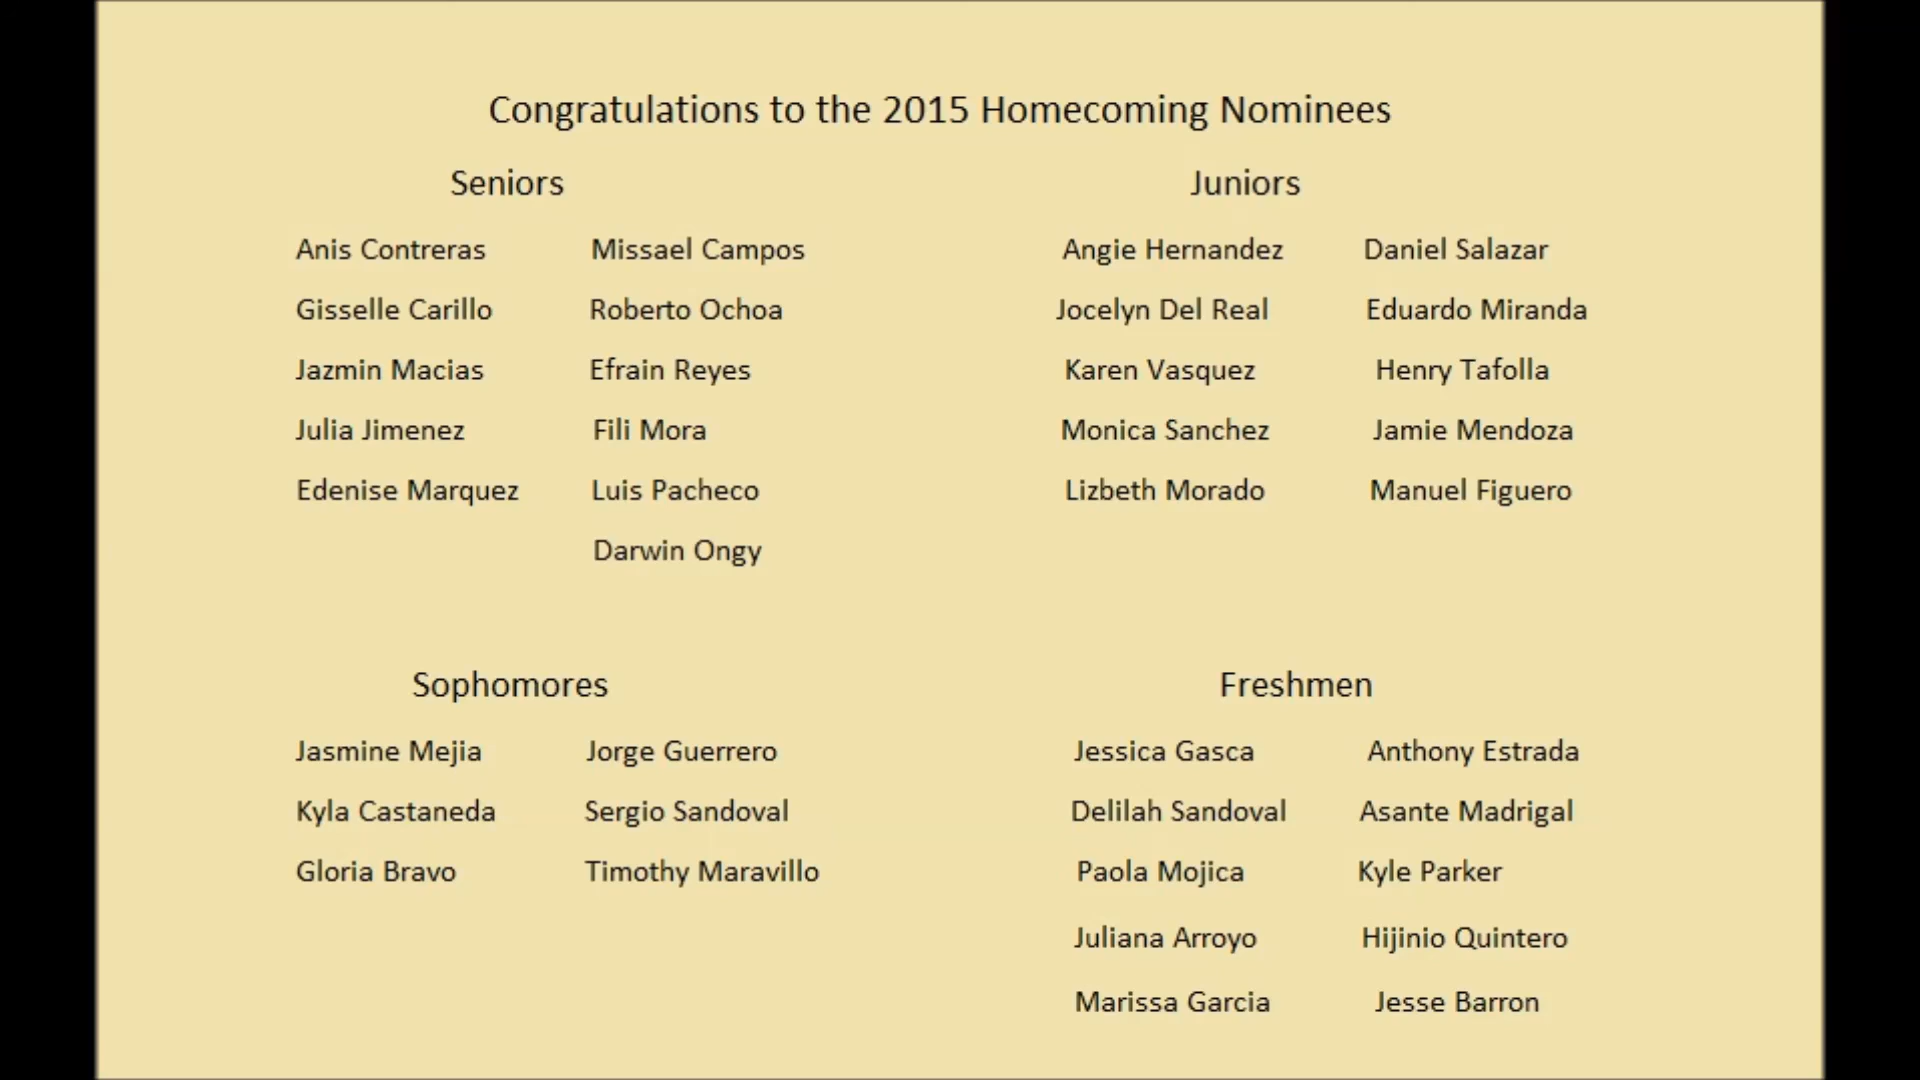 Congratulations to the 2015 Homecoming Nominees
Seniors Juniors
Anis Contreras Missael Campos Angie Hernandez Daniel Salazar
Gisselle Carillo Roberto Ochoa Jocelyn Del Real Eduardo Miranda
Jazmin Macias Efrain Reyes Karen Vasquez Henry Tafolla
Julia Jimenez Fili Mora Monica Sanchez Jamie Mendoza
Edenise Marquez Luis Pacheco Lizbeth Morado Manuel Figuero
Darwin Ongy
Sophomores Freshmen
Jasmine Mejia Jorge Guerrero Jessica Gasca Anthony Estrada
Kyla Castaneda Sergio Sandoval Delilah Sandoval Asante Madrigal
Gloria Bravo Timothy Maravillo Paola Mojica Kyle Parker
Juliana Arroyo Hijinio Quintero
Marissa Garcia Jesse Barron